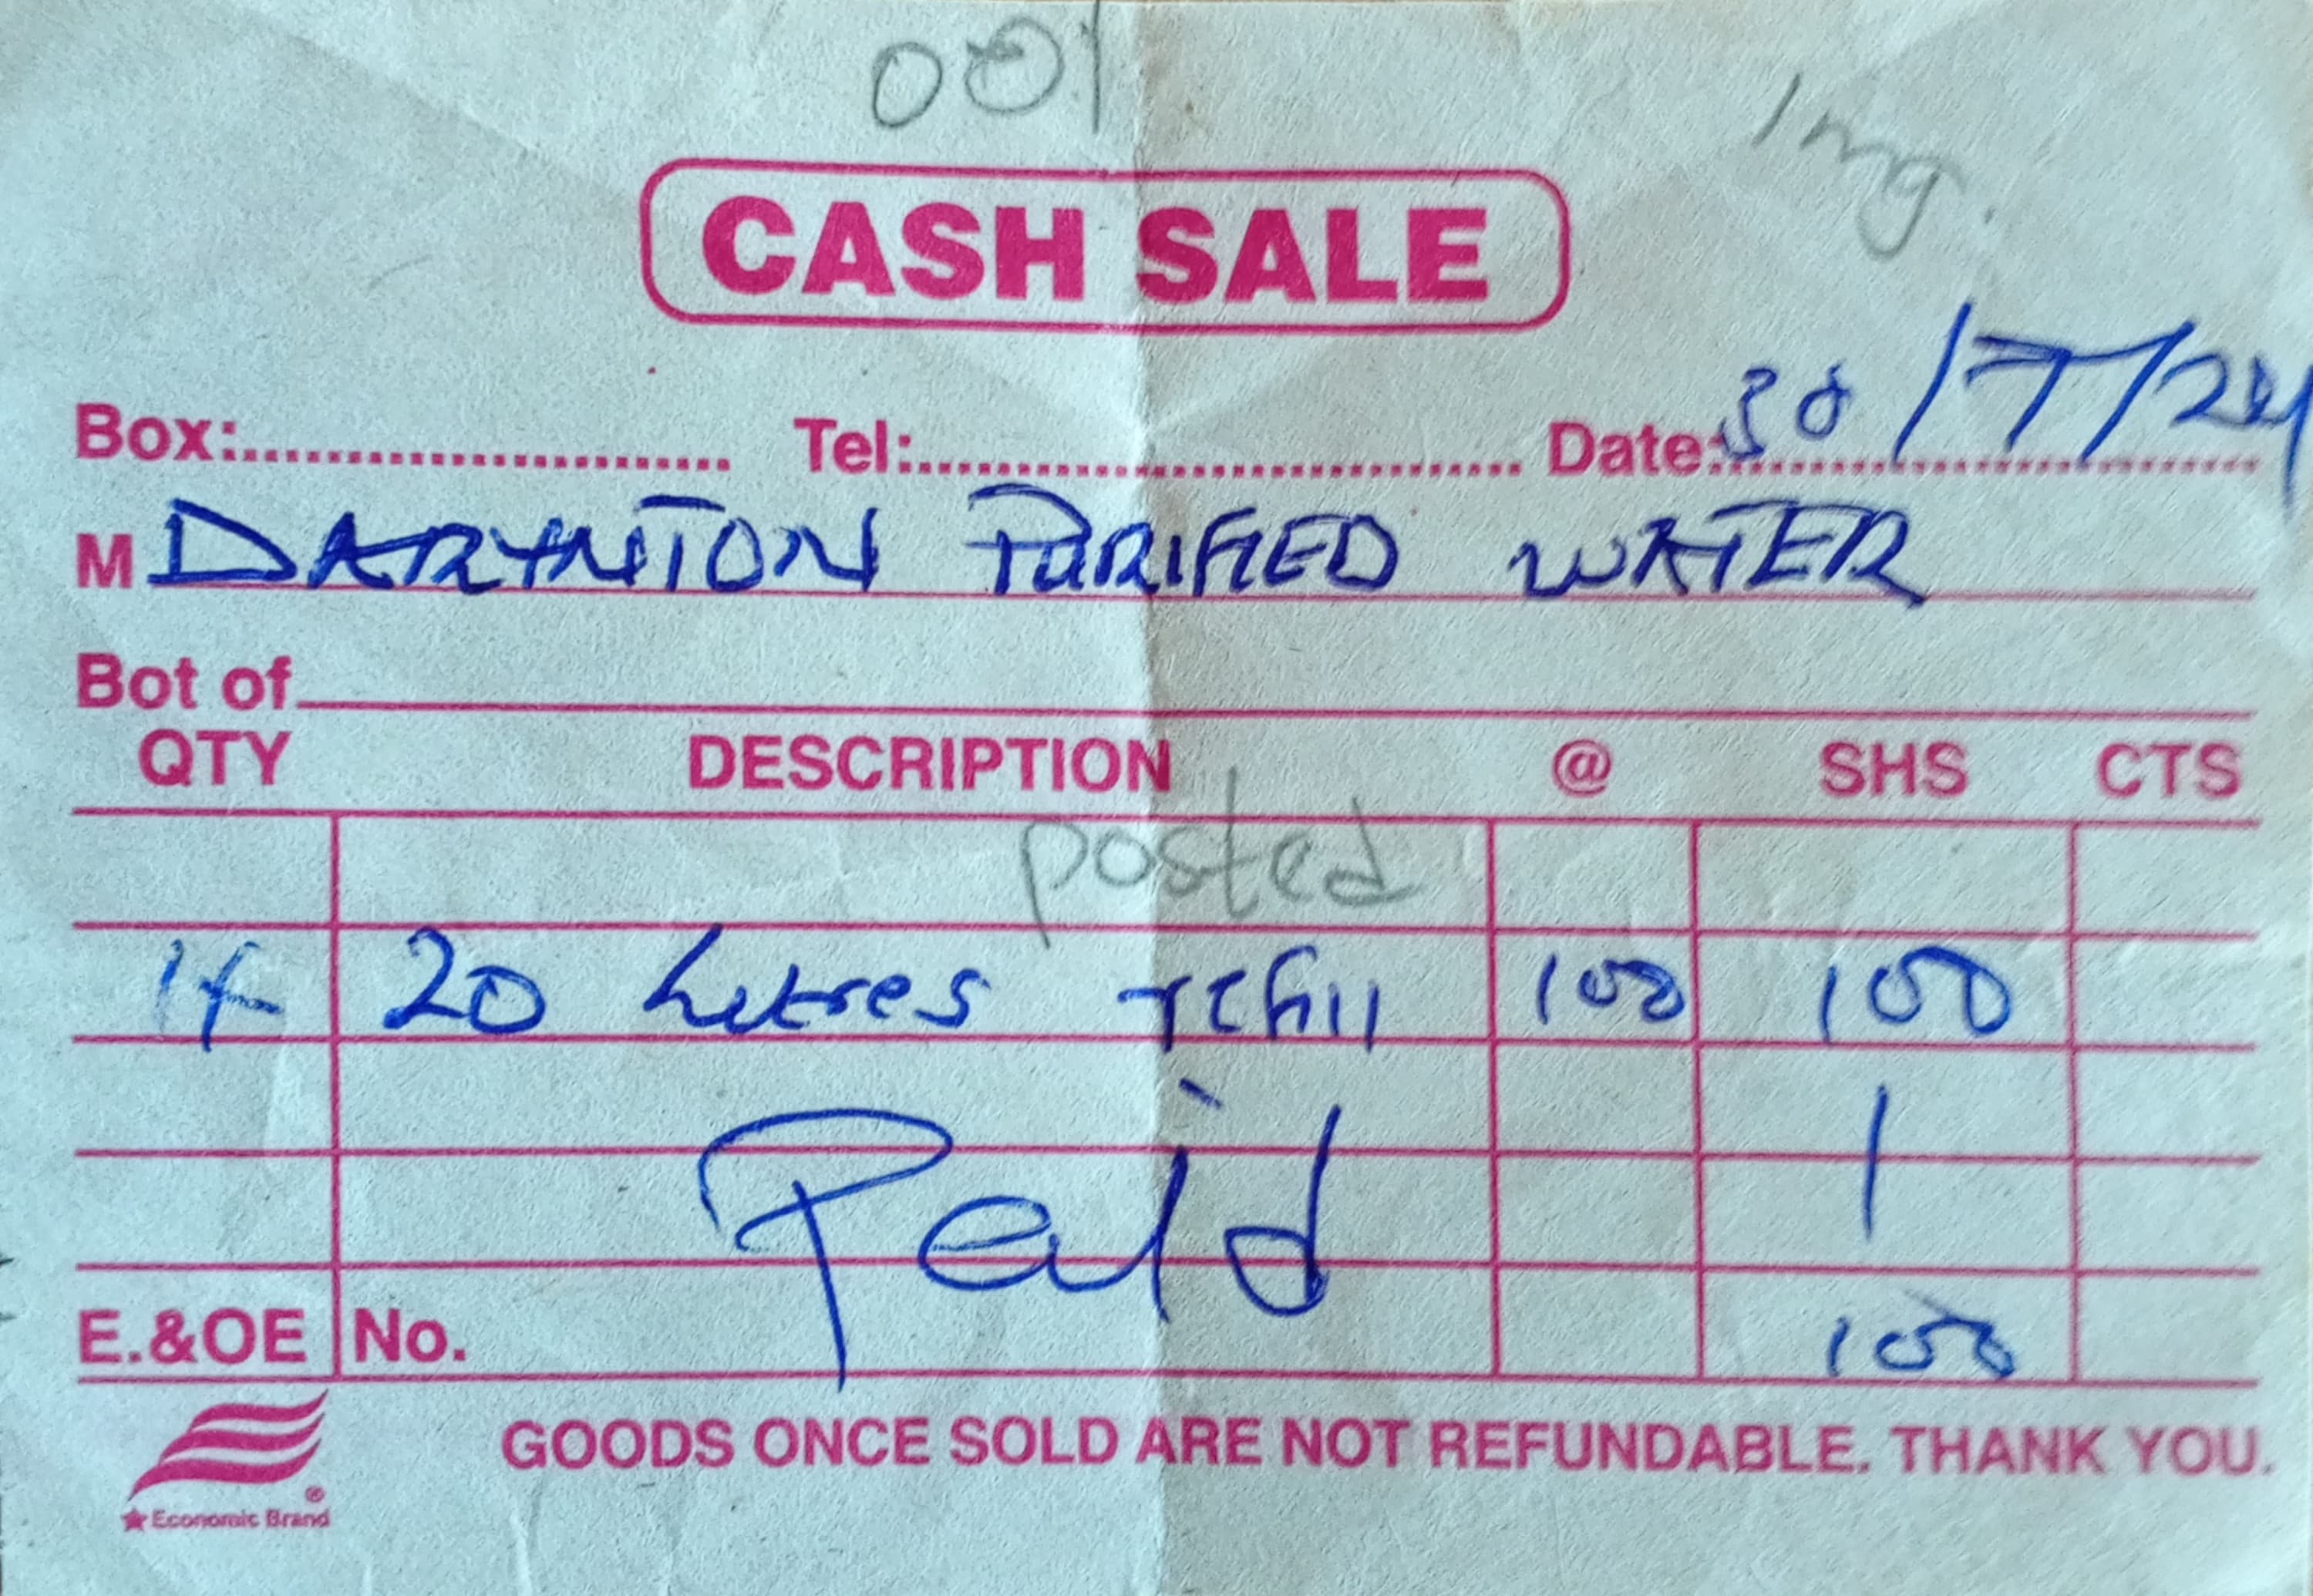 001
CASH SALE
Box: Tel: Date: 30/7/24
M DARYNTON PURIFIED WATER
Bot of
QTY DESCRIPTION @ SHS CTS
posted
1x 20 Litres refill 100 100
Paid
E.&OE No. 100
GOODS ONCE SOLD ARE NOT REFUNDABLE. THANK YOU.
® Economic Brand